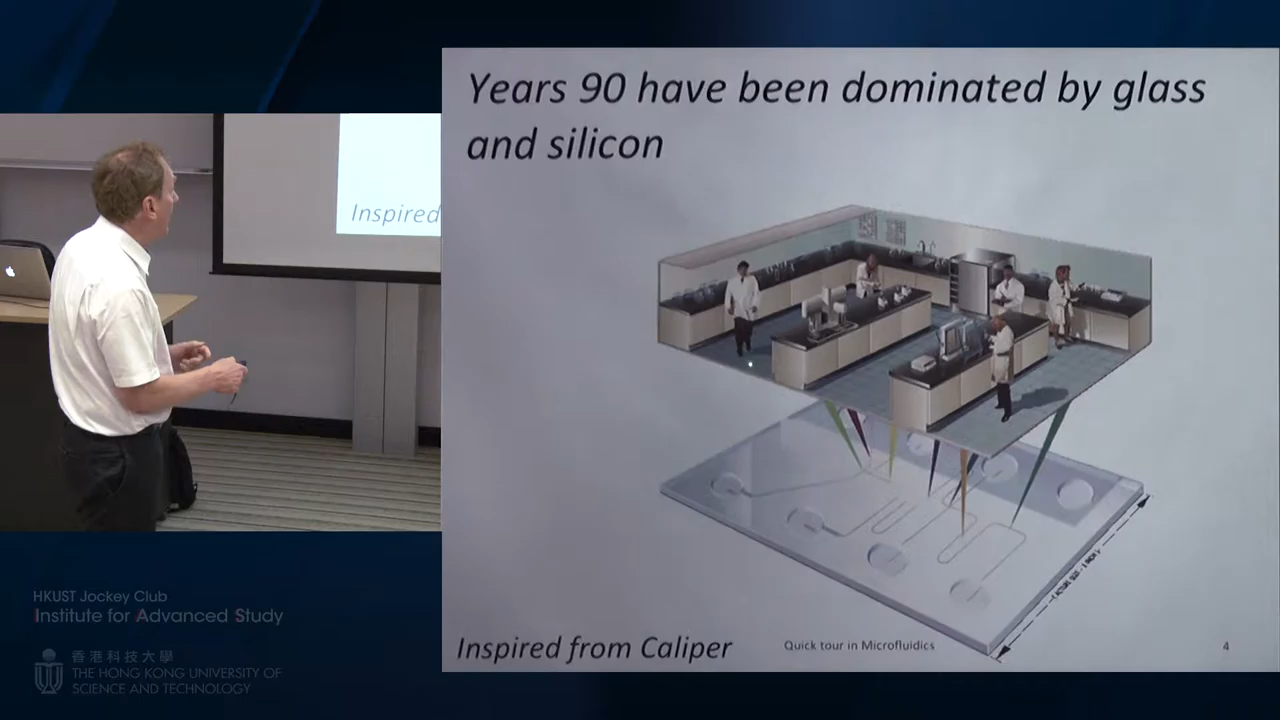 Years 90 have been dominated by glass
and silicon
Inspired
Inspired from Caliper
Quick tour in Microfluidics
4
HKUST Jockey Club
Institute for Advanced Study
香港科技大學
THE HONG KONG UNIVERSITY OF
SCIENCE AND TECHNOLOGY